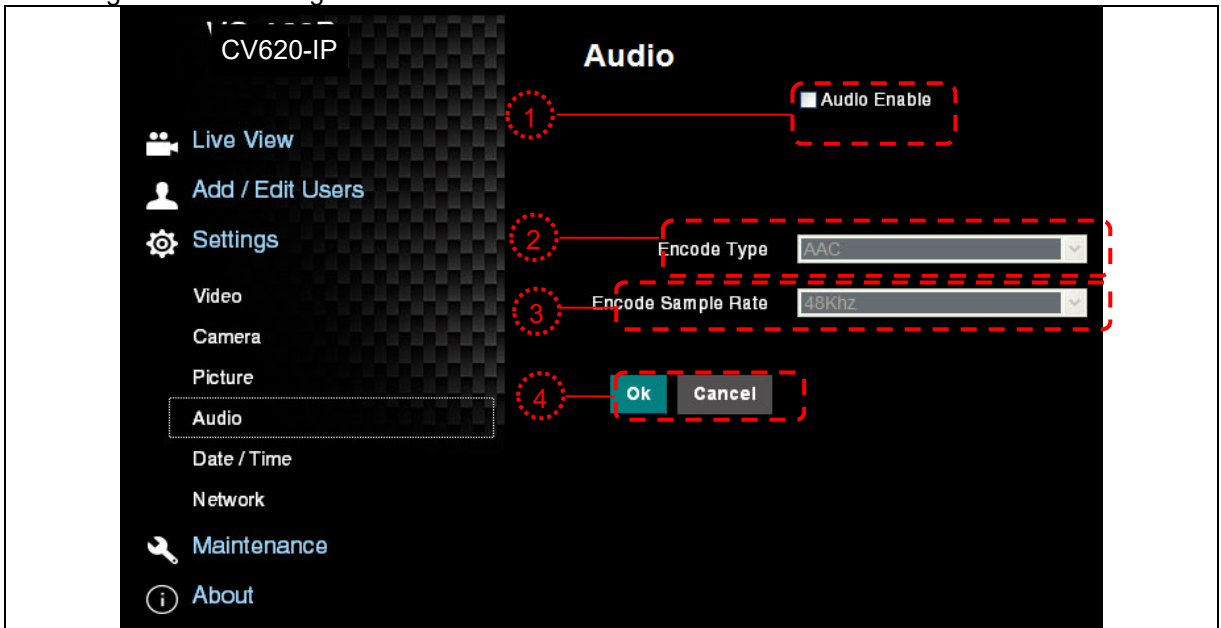 CV620-IP
Audio
1
Audio Enable
Live View
Add / Edit Users
Settings
2
Encode Type
AAC
Video
3
Encode Sample Rate
48Khz
Camera
Picture
4
Ok
Cancel
Audio
Date / Time
Network
Maintenance
About